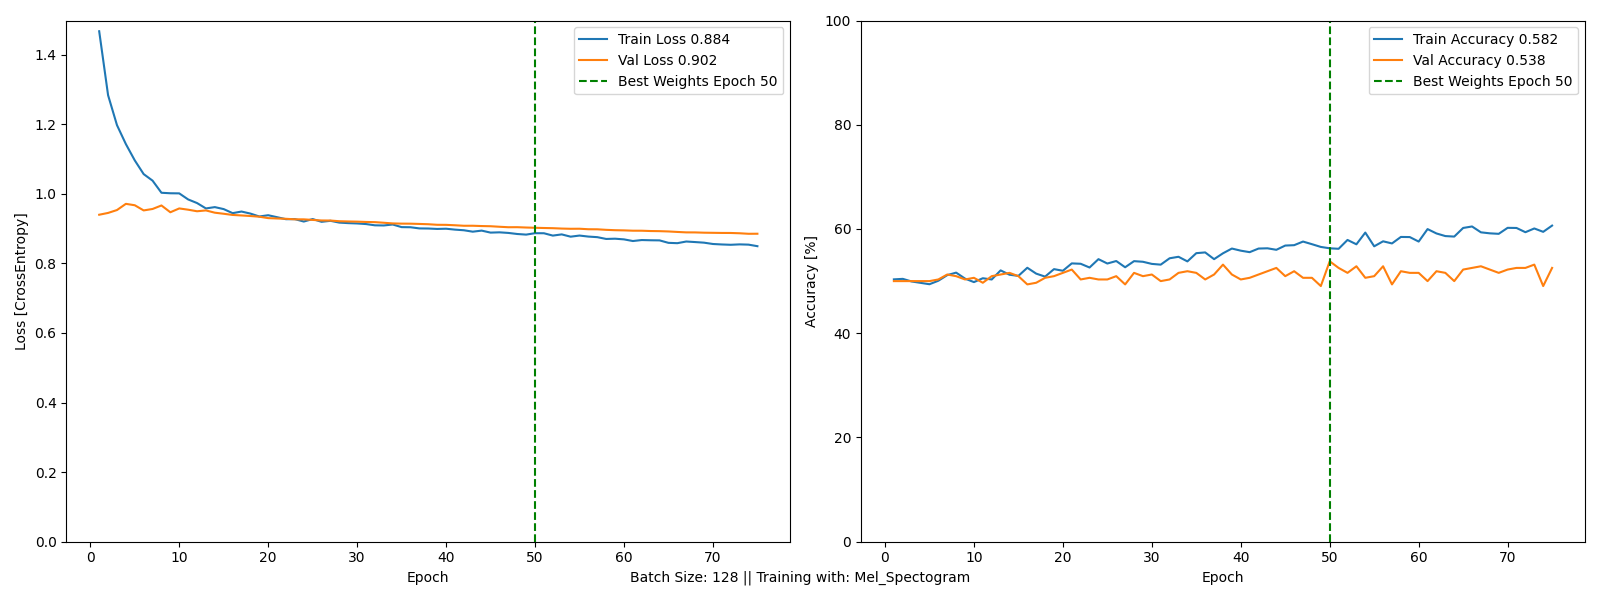 Train Loss 0.884
Val Loss 0.902
Best Weights Epoch 50
Loss [CrossEntropy]
1.4
1.2
1.0
0.8
0.6
0.4
0.2
0.0
0 10 20 30 40 50 60 70
Epoch
Train Accuracy 0.582
Val Accuracy 0.538
Best Weights Epoch 50
Accuracy [%]
100
80
60
40
20
0
0 10 20 30 40 50 60 70
Epoch
Batch Size: 128 || Training with: Mel_Spectogram